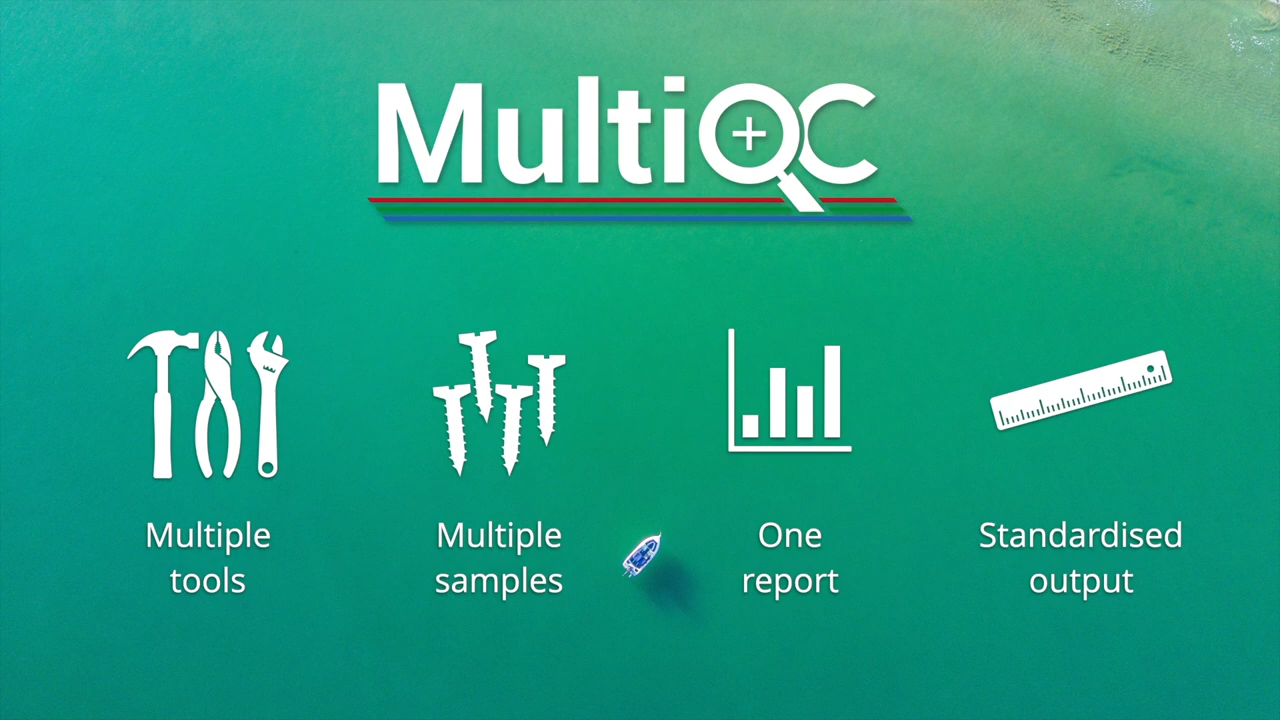 MultiQC
Multiple
tools
Multiple
samples
One
report
Standardised
output